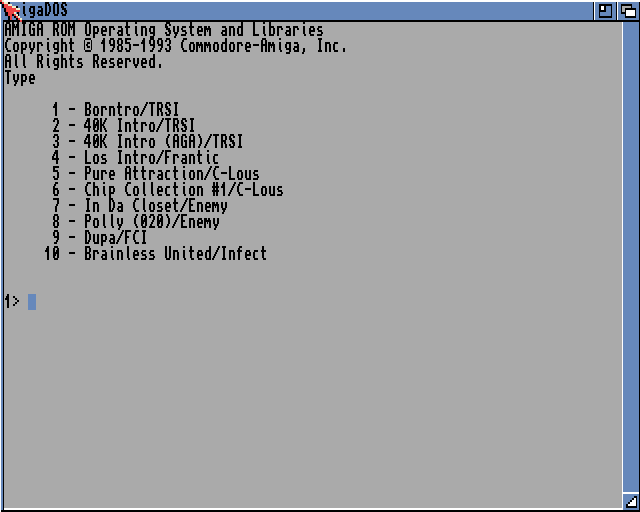 AmigaDOS
AMIGA ROM Operating System and Libraries
Copyright © 1985-1993 Commodore-Amiga, Inc.
All Rights Reserved.
Type
1 - Borntro/TRSI
2 - 40K Intro/TRSI
3 - 40K Intro (AGA)/TRSI
4 - Los Intro/Frantic
5 - Pure Attraction/C-Lous
6 - Chip Collection #1/C-Lous
7 - In Da Closet/Enemy
8 - Polly (020)/Enemy
9 - Dupa/FCI
10 - Brainless United/Infect
1>